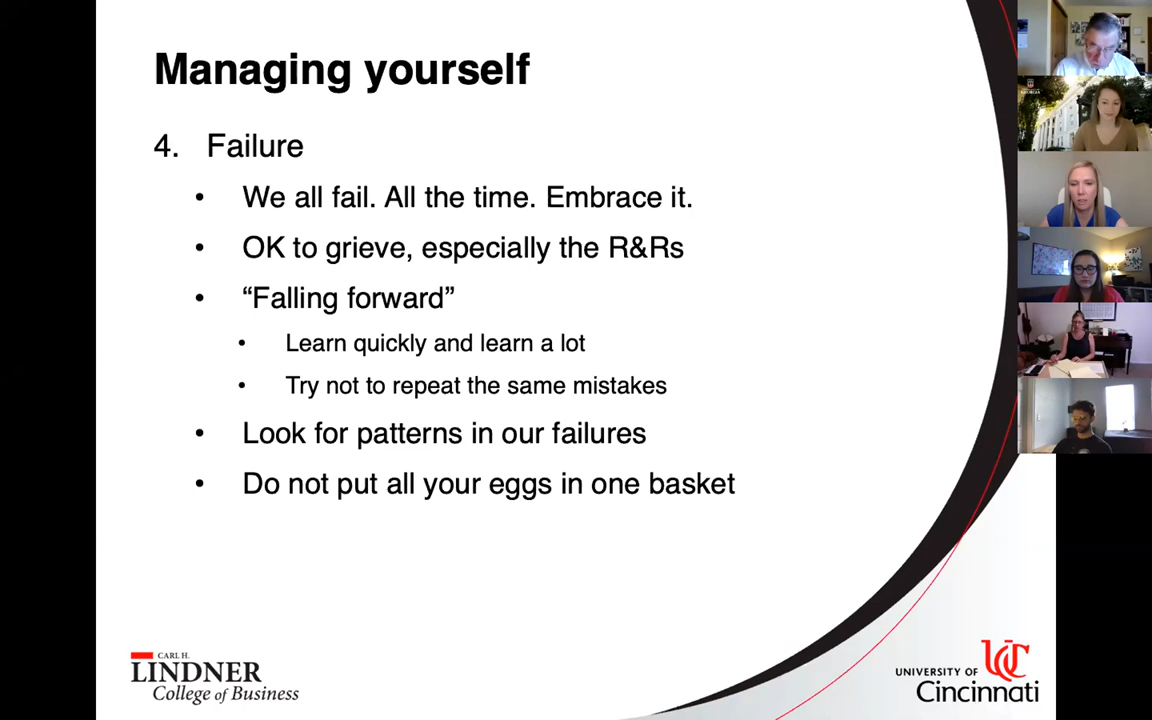 Managing yourself
4. Failure
• We all fail. All the time. Embrace it.
• OK to grieve, especially the R&Rs
• “Falling forward”
• Learn quickly and learn a lot
• Try not to repeat the same mistakes
• Look for patterns in our failures
• Do not put all your eggs in one basket
CARL H.
LINDNER
College of Business
UC
UNIVERSITY OF
Cincinnati